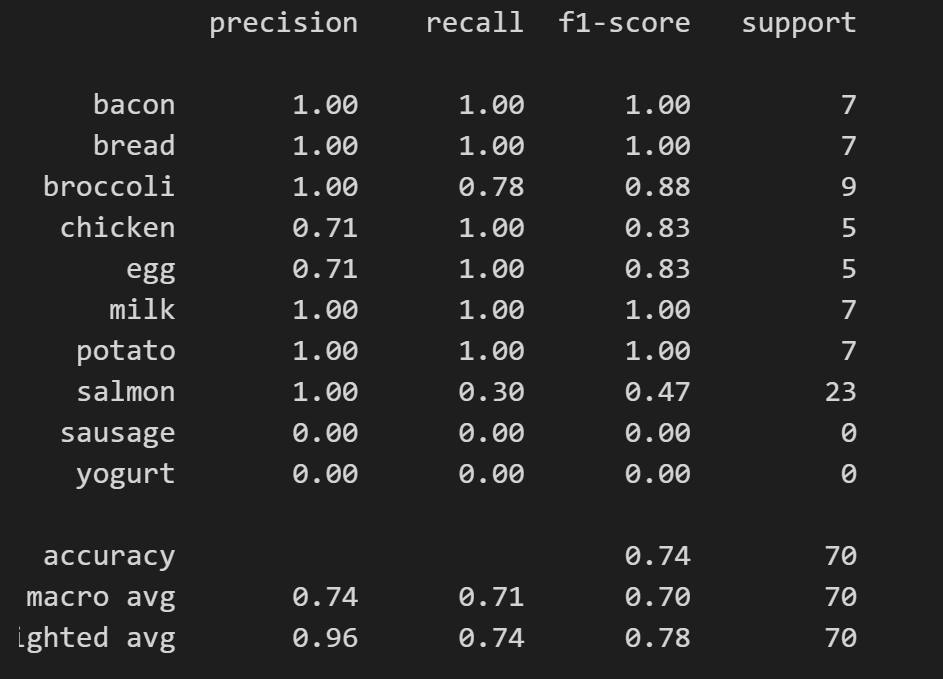 precision recall f1-score support
bacon 1.00 1.00 1.00 7
bread 1.00 1.00 1.00 7
broccoli 1.00 0.78 0.88 9
chicken 0.71 1.00 0.83 5
egg 0.71 1.00 0.83 5
milk 1.00 1.00 1.00 7
potato 1.00 1.00 1.00 7
salmon 1.00 0.30 0.47 23
sausage 0.00 0.00 0.00 0
yogurt 0.00 0.00 0.00 0
accuracy 0.74 70
macro avg 0.74 0.71 0.70 70
ighted avg 0.96 0.74 0.78 70